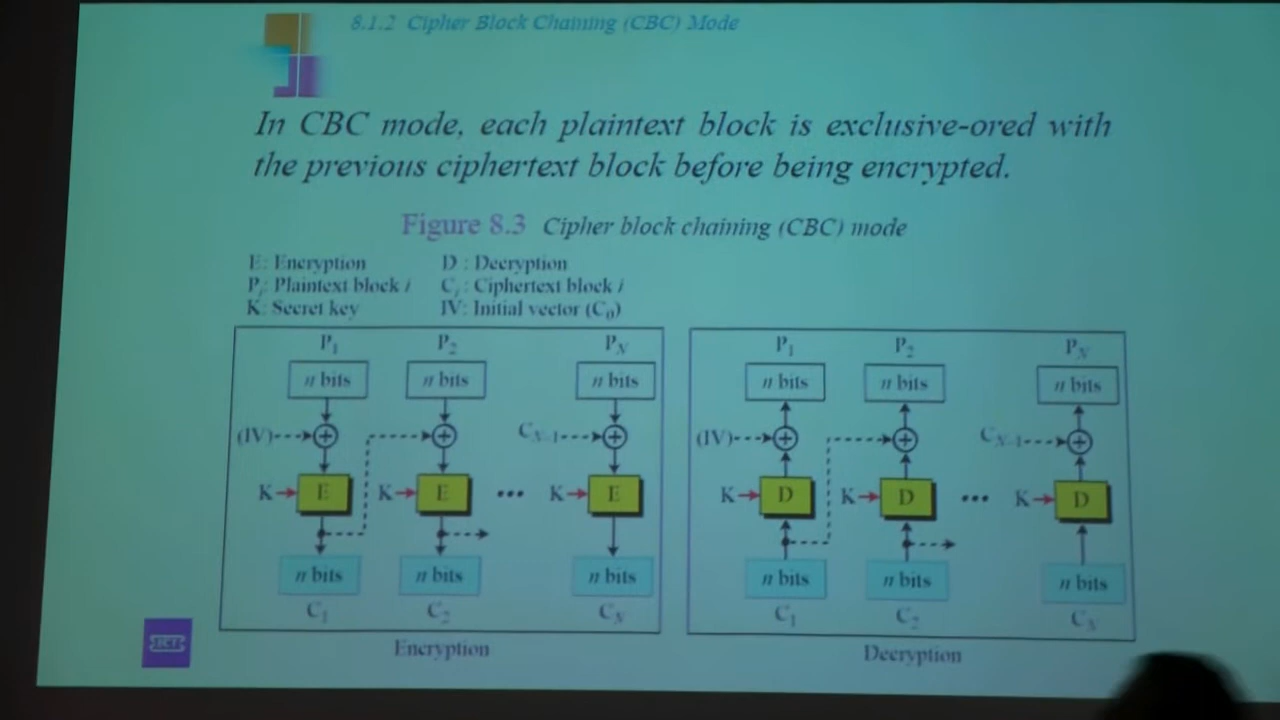 8.1.2 Cipher Block Chaining (CBC) Mode
In CBC mode, each plaintext block is exclusive-ored with
the previous ciphertext block before being encrypted.
Figure 8.3 Cipher block chaining (CBC) mode
E: Encryption D : Decryption
Pi: Plaintext block i Ci : Ciphertext block i
K: Secret key IV: Initial vector (C0)
P1 P2 PN
n bits n bits n bits
(IV) CN-1
K E K E ... K E
n bits n bits n bits
C1 C2 CN
Encryption
P1 P2 PN
n bits n bits n bits
(IV) CN-1
K D K D ... K D
n bits n bits n bits
C1 C2 CN
Decryption